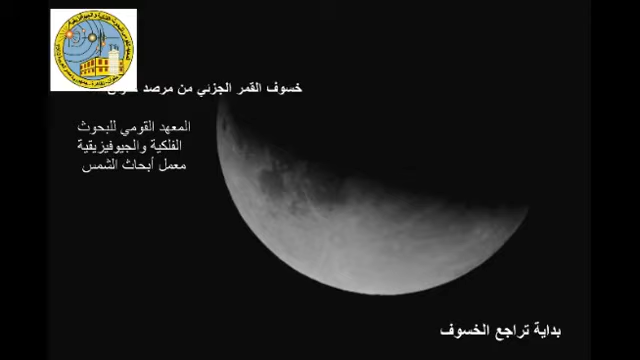 خسوف القمر الجزئي من مرصد
المعهد القومي للبحوث
الفلكية والجيوفيزيقية
معمل أبحاث الشمس
بداية تراجع الخسوف